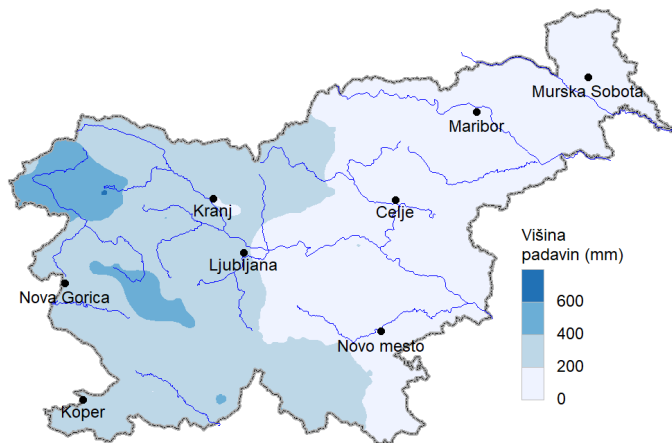 Murska Sobota
Maribor
Kranj
Celje
Ljubljana
Nova Gorica
Novo mesto
Koper
Višina
padavin (mm)
600
400
200
0